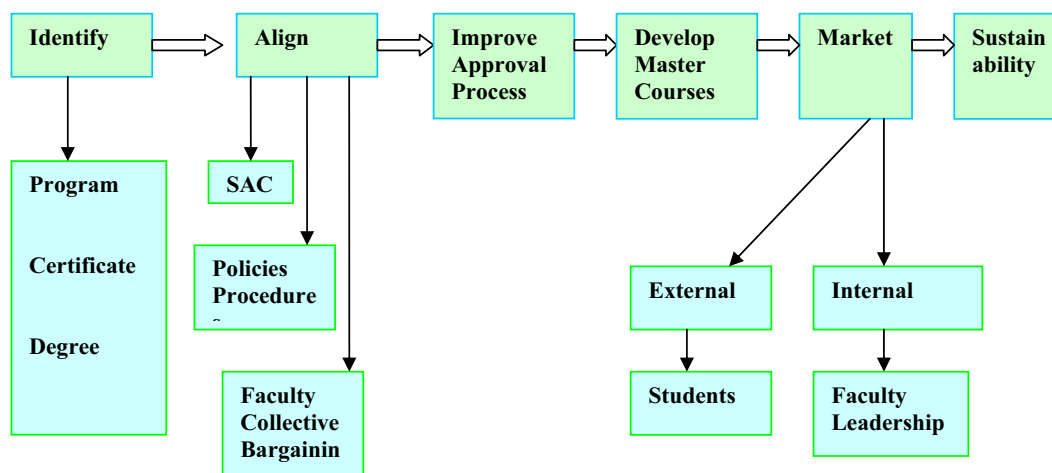 Identify
Align
Improve
Approval
Process
Develop
Master
Courses
Market
Sustain
ability
Program
Certificate
Degree
SAC
Policies
Procedure
s
Faculty
Collective
Bargainin
External
Students
Internal
Faculty
Leadership